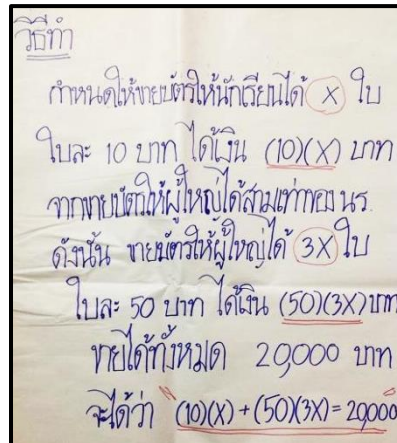 วิธีทำ
กำหนดให้ขายบัตรให้นักเรียนได้ x ใบ
ใบละ 10 บาท ได้เงิน (10)(x) บาท
จากขายบัตรให้ผู้ใหญ่ได้สามเท่าของ นร.
ดังนั้น ขายบัตรให้ผู้ใหญ่ได้ 3x ใบ
ใบละ 50 บาท ได้เงิน (50)(3x) บาท
ขายได้ทั้งหมด 20,000 บาท
จะได้ว่า (10)(x) + (50)(3x) = 20,000